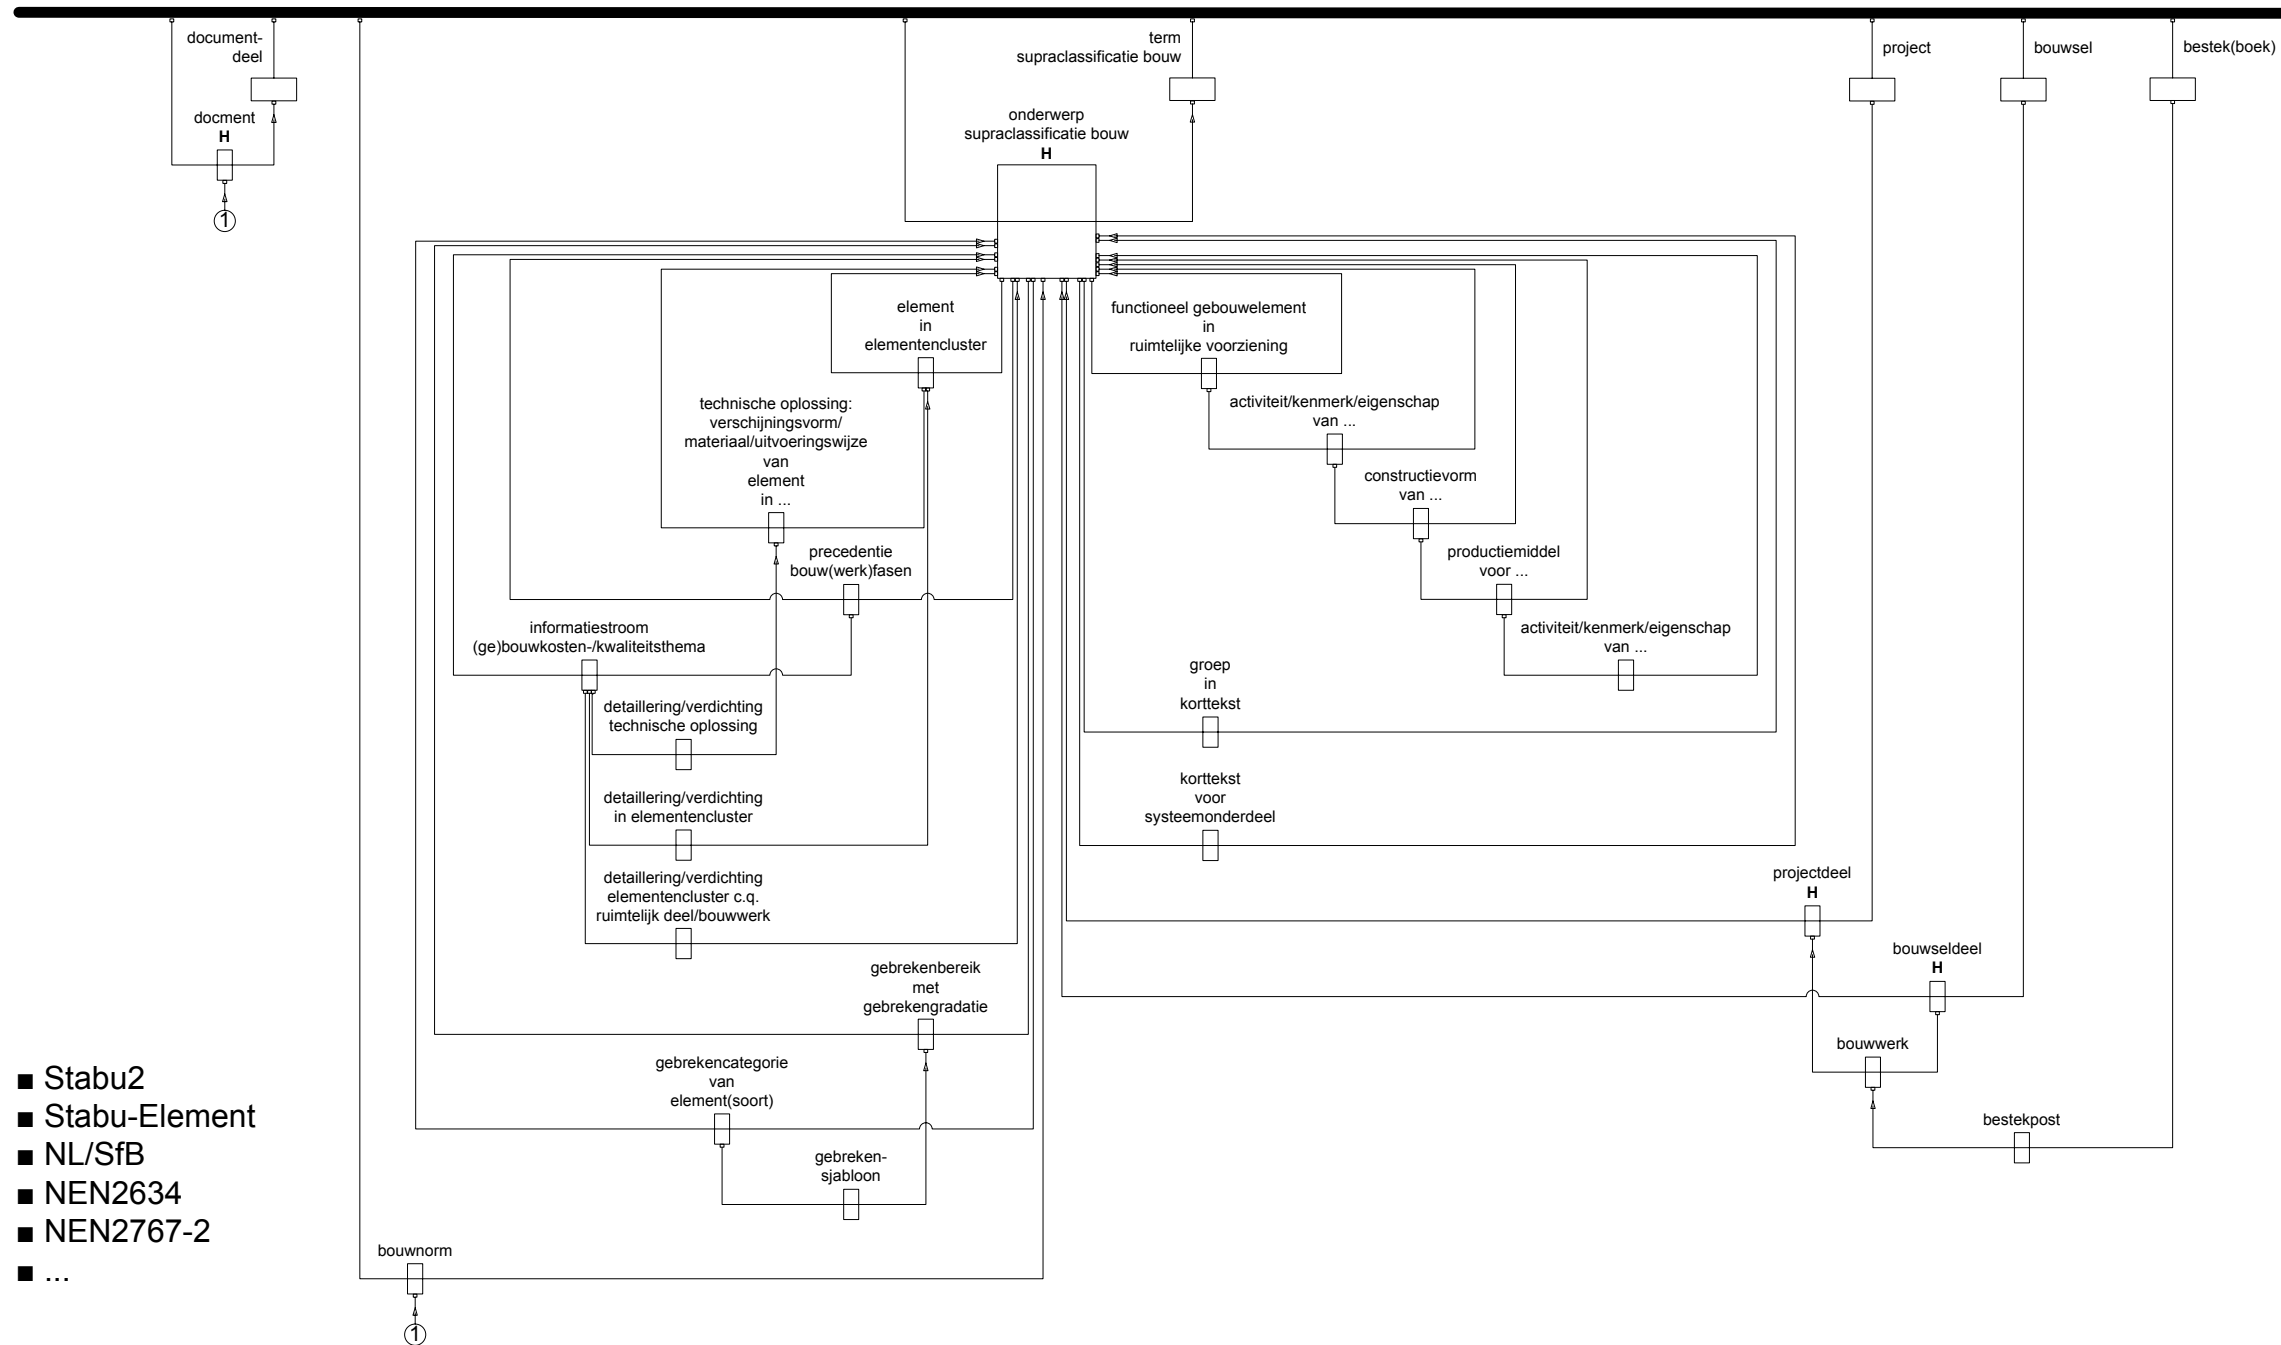 document-
deel
docment
H
1
term
supraclassificatie bouw
onderwerp
supraclassificatie bouw
H
project
bouwsel
bestek(boek)
element
in
elementencluster
technische oplossing:
verschijningsvorm/
materiaal/uitvoeringswijze
van
element
in ...
precedentie
bouw(werk)fasen
informatiestroom
(ge)bouwkosten-/kwaliteitsthema
detaillering/verdichting
technische oplossing
detaillering/verdichting
in elementencluster
detaillering/verdichting
elementencluster c.q.
ruimtelijk deel/bouwwerk
gebrekenbereik
met
gebrekengradatie
gebrekencategorie
van
element(soort)
gebreken-
sjabloon
bouwnorm
1
functioneel gebouwelement
in
ruimtelijke voorziening
activiteit/kenmerk/eigenschap
van ...
constructievorm
van ...
productiemiddel
voor ...
activiteit/kenmerk/eigenschap
van ...
groep
in
korttekst
korttekst
voor
systeemonderdeel
projectdeel
H
bouwseldeel
H
bouwwerk
bestekpost
■ Stabu2
■ Stabu-Element
■ NL/SfB
■ NEN2634
■ NEN2767-2
■ ...